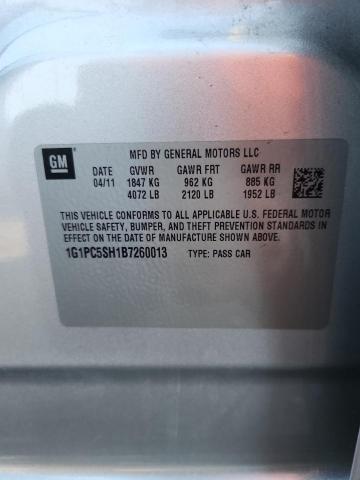 GM
MFD BY GENERAL MOTORS LLC
DATE GVWR GAWR FRT GAWR RR
04/11 1847 KG 962 KG 885 KG
4072 LB 2120 LB 1952 LB
THIS VEHICLE CONFORMS TO ALL APPLICABLE U.S. FEDERAL MOTOR
VEHICLE SAFETY, BUMPER, AND THEFT PREVENTION STANDARDS
IN EFFECT ON THE DATE OF MANUFACTURE SHOWN ABOVE.
1G1PC5SH1B7260013 TYPE: PASS CAR